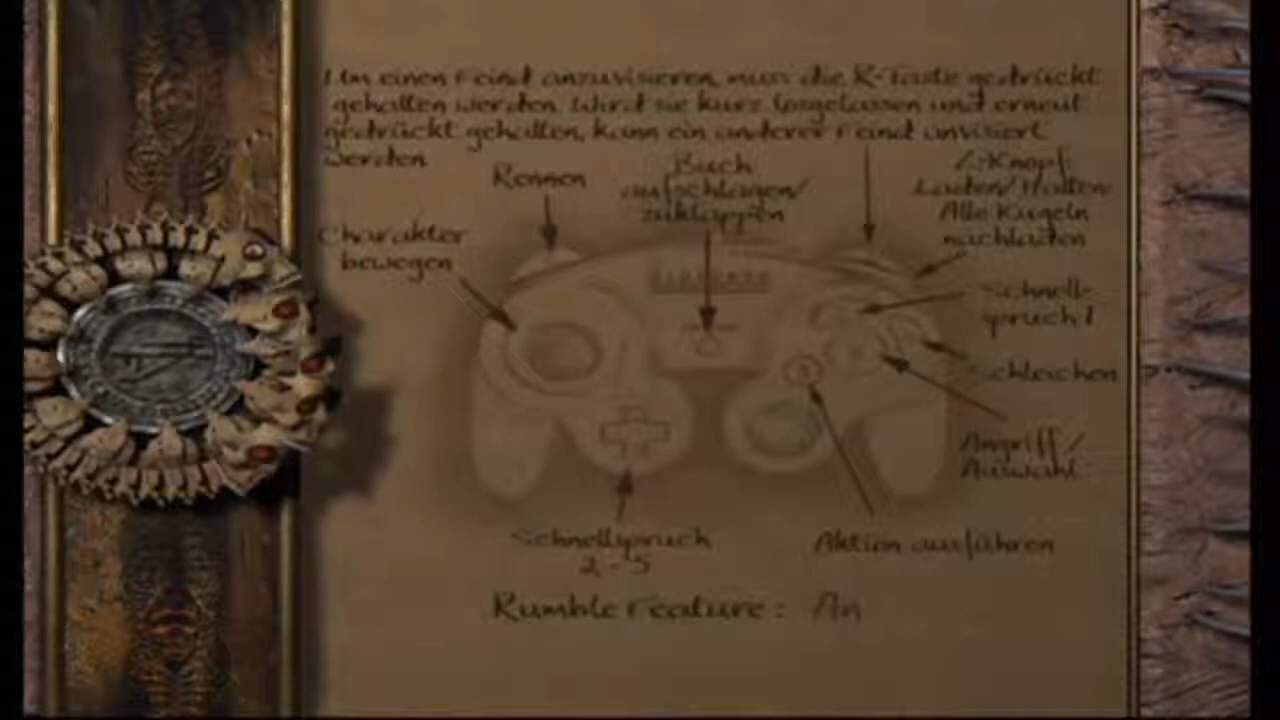 Um einen Feind anzuvisieren, muss die R-Taste gedrückt
gehalten werden. Wird sie kurz losgelassen und erneut
gedrückt gehalten, kann ein anderer Feind anvisiert
werden
Rennen
Buch
aufschlagen/
zuklappen
Z-Knopf:
Laden/Halten:
Alle Kugeln
nachladen
Charakter
bewegen
Schnell-
spruch 1
Schleichen
Angriff/
Auswahl
Schnellspruch
2-5
Aktion ausführen
Rumble Feature: An